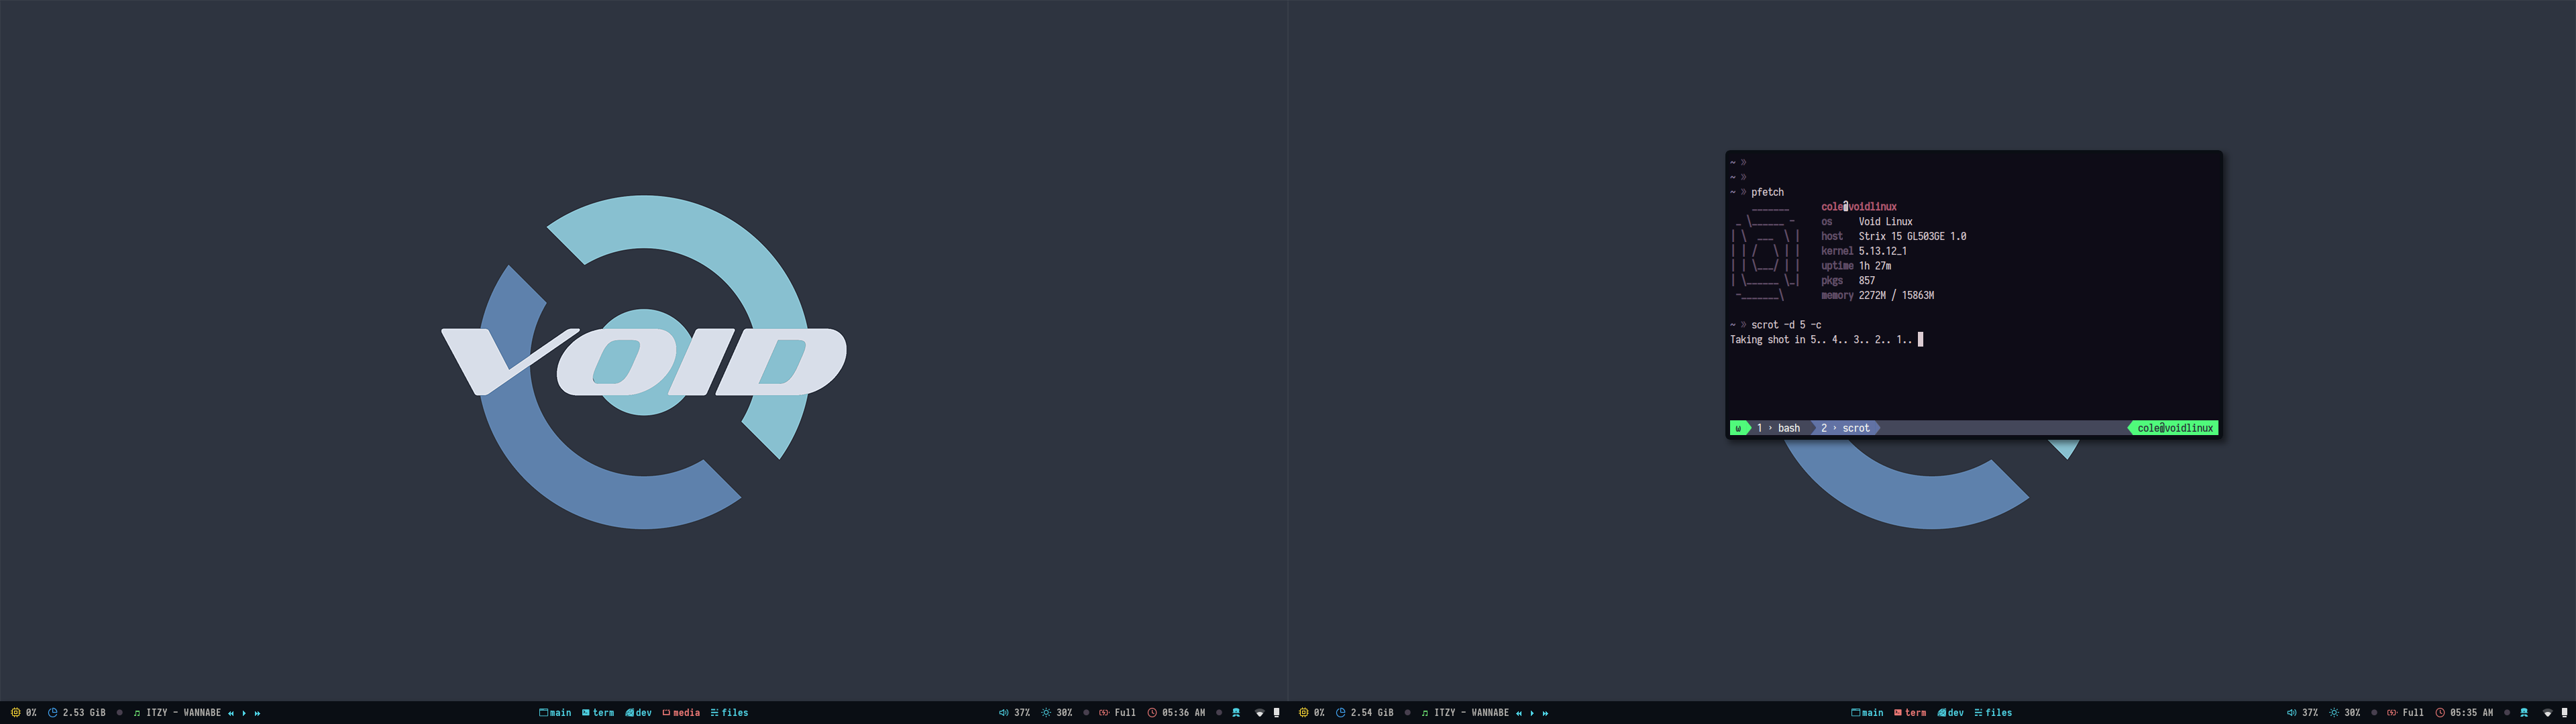 VOID
~ »
~ »
~ » pfetch
cole@voidlinux
os Void Linux
host Strix 15 GL503GE 1.0
kernel 5.13.12_1
uptime 1h 27m
pkgs 857
memory 2272M / 15863M
~ » scrot -d 5 -c
Taking shot in 5.. 4.. 3.. 2.. 1..
1 › bash 2 › scrot cole@voidlinux
0% 2.53 GiB ITZY - WANNABE main term dev media files 37% 30% Full 05:36 AM
0% 2.54 GiB ITZY - WANNABE main term dev files 37% 30% Full 05:35 AM